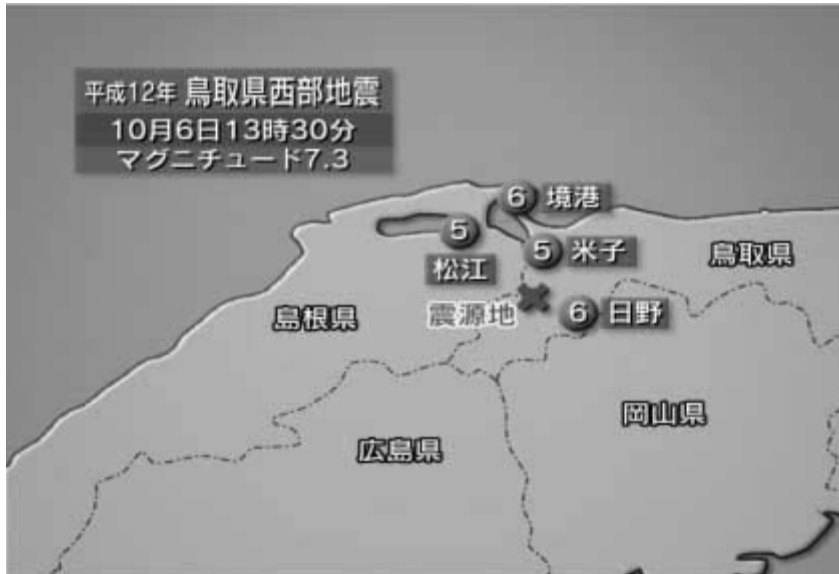 平成12年 鳥取県西部地震
10月6日13時30分
マグニチュード7.3
6 境港
5
松江
5 米子
鳥取県
島根県
震源地
6 日野
岡山県
広島県